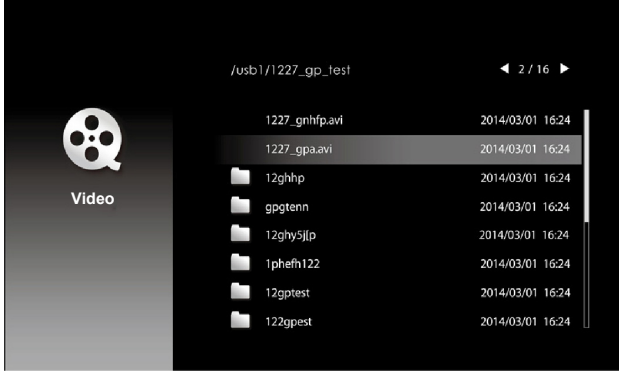 /usb1/1227_gp_test ◀ 2 / 16 ▶
1227_gnhfp.avi 2014/03/01 16:24
1227_gpa.avi 2014/03/01 16:24
12ghhp 2014/03/01 16:24
Video
gpgtenn 2014/03/01 16:24
12ghy5j[p 2014/03/01 16:24
1phefh122 2014/03/01 16:24
12gptest 2014/03/01 16:24
122gpest 2014/03/01 16:24